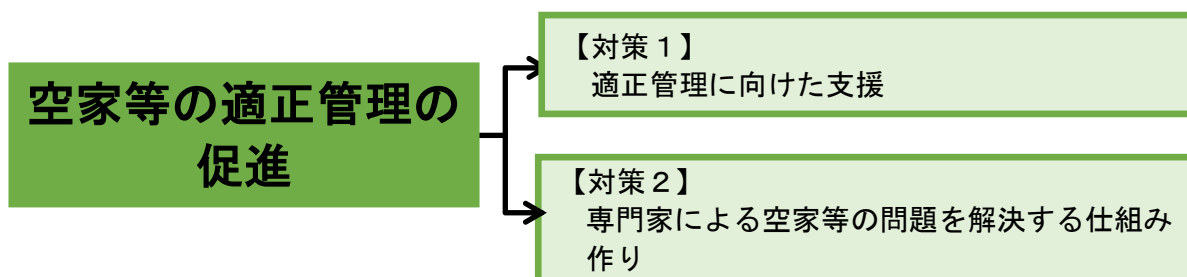 空家等の適正管理の
促進
【対策１】
適正管理に向けた支援
【対策２】
専門家による空家等の問題を解決する仕組み
作り